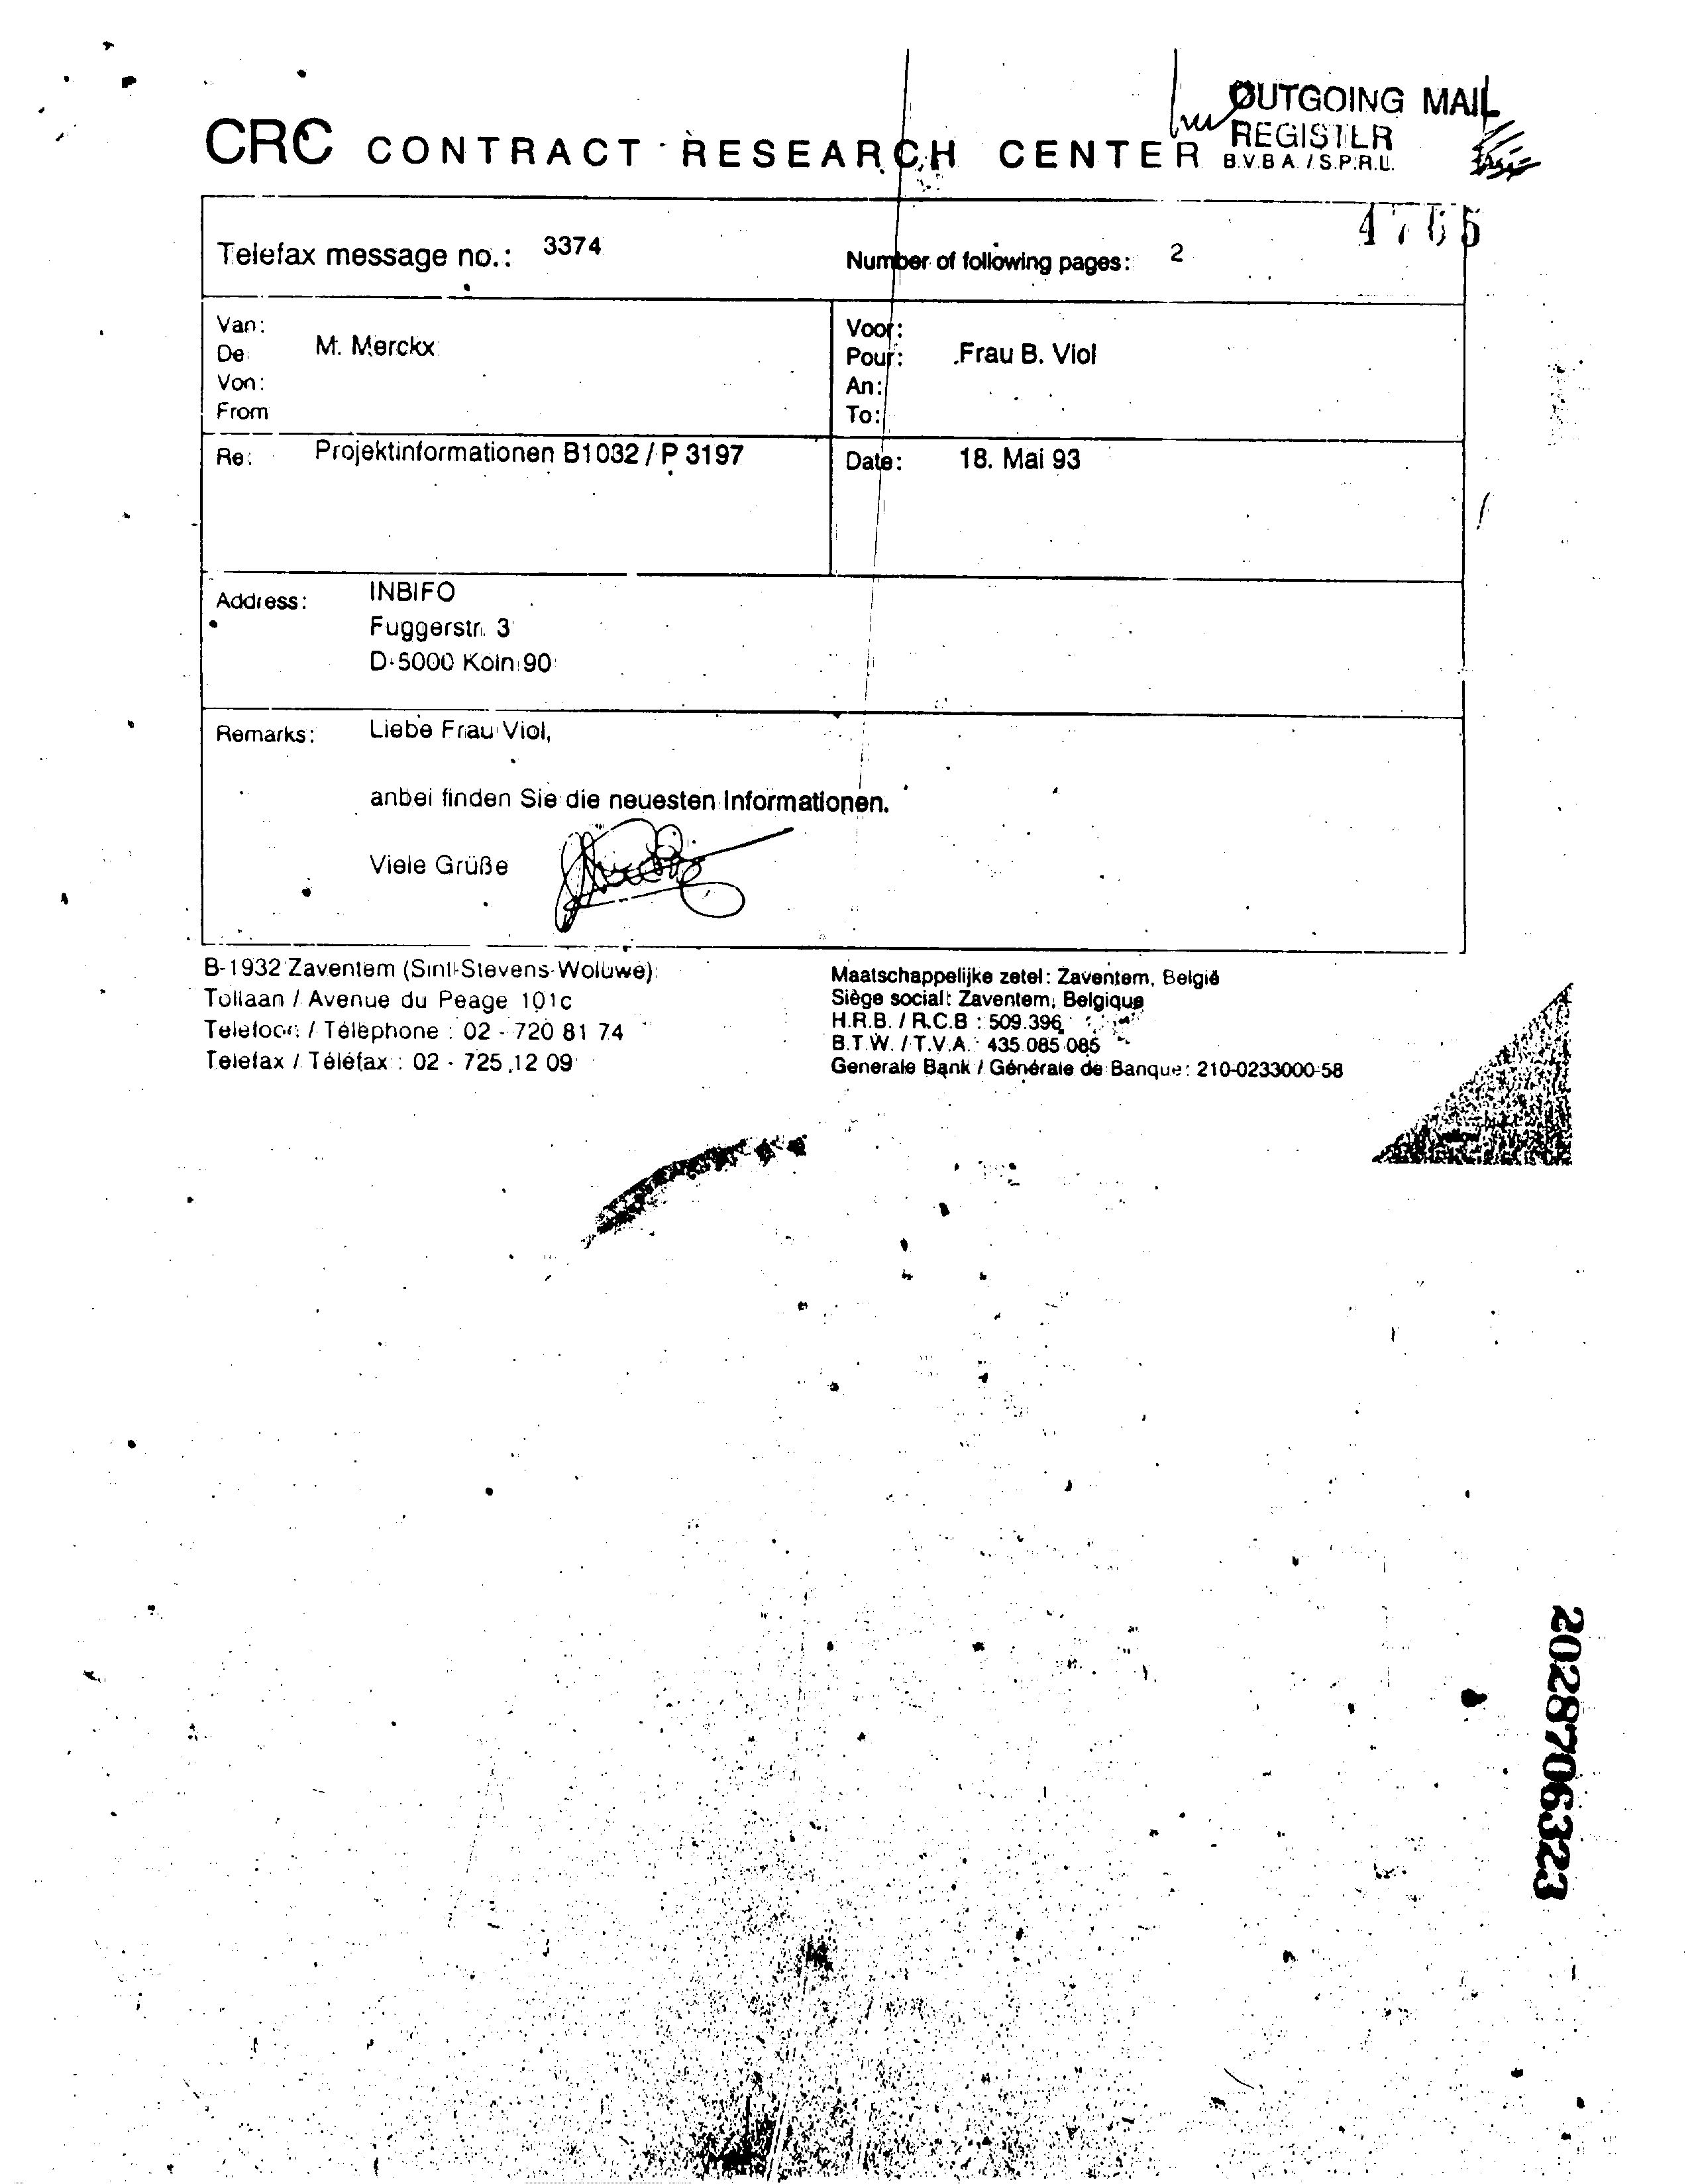 OUTGOING MAIL
REGISTER
CRC CONTRACT RESEARCH CENTER B.V.B.A. / S.P.R.L.
Telefax message no.: 3374
Number of following pages: 2
Van:
De:
Von:
From
M. Merckx
Voor:
Pour:
An:
To:
Frau B. Viol
Re: Projektinformationen B1032 / P 3197
Date: 18. Mai 93
Address: INBIFO
Fuggerstr. 3
D-5000 Köln 90
Remarks: Liebe Frau Viol,
anbei finden Sie die neuesten Informationen.
Viele Grüße
B-1932 Zaventem (Sint-Stevens-Woluwe)
Tollaan / Avenue du Peage 101c
Telefoon / Téléphone : 02 - 720 81 74
Telefax / Téléfax : 02 - 725 12 09
Maatschappelijke zetel: Zaventem, België
Siège social: Zaventem, Belgique
H.R.B. / R.C.B : 509.396
B.T.W. / T.V.A. : 435.085.085
Generale Bank / Générale de Banque: 210-0233000-58
2028706323